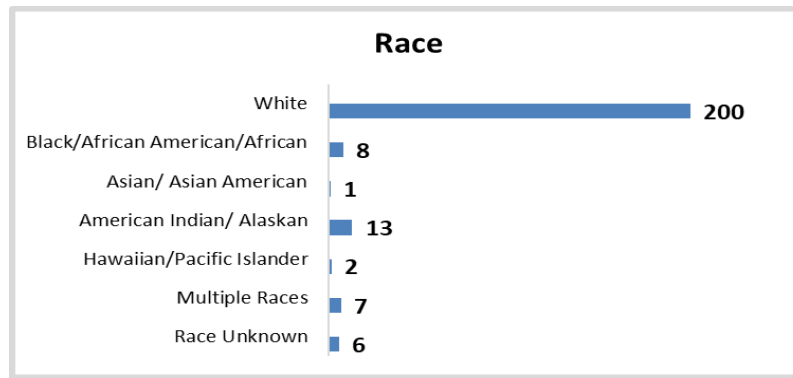 Race
White 200
Black/African American/African 8
Asian/ Asian American 1
American Indian/ Alaskan 13
Hawaiian/Pacific Islander 2
Multiple Races 7
Race Unknown 6